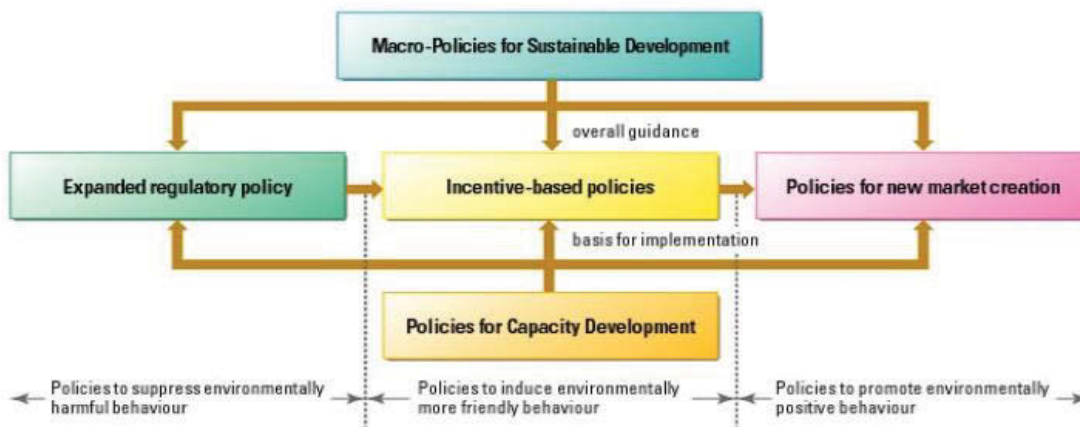 Macro-Policies for Sustainable Development
overall guidance
Expanded regulatory policy
Incentive-based policies
Policies for new market creation
basis for implementation
Policies for Capacity Development
Policies to suppress environmentally
harmful behaviour
Policies to induce environmentally
more friendly behaviour
Policies to promote environmentally
positive behaviour